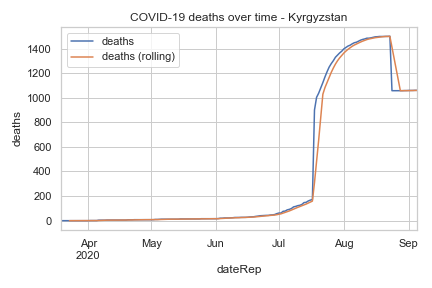 COVID-19 deaths over time - Kyrgyzstan
deaths
deaths (rolling)
1400
1200
1000
800
600
400
200
0
deaths
Apr May Jun Jul Aug Sep
2020
dateRep